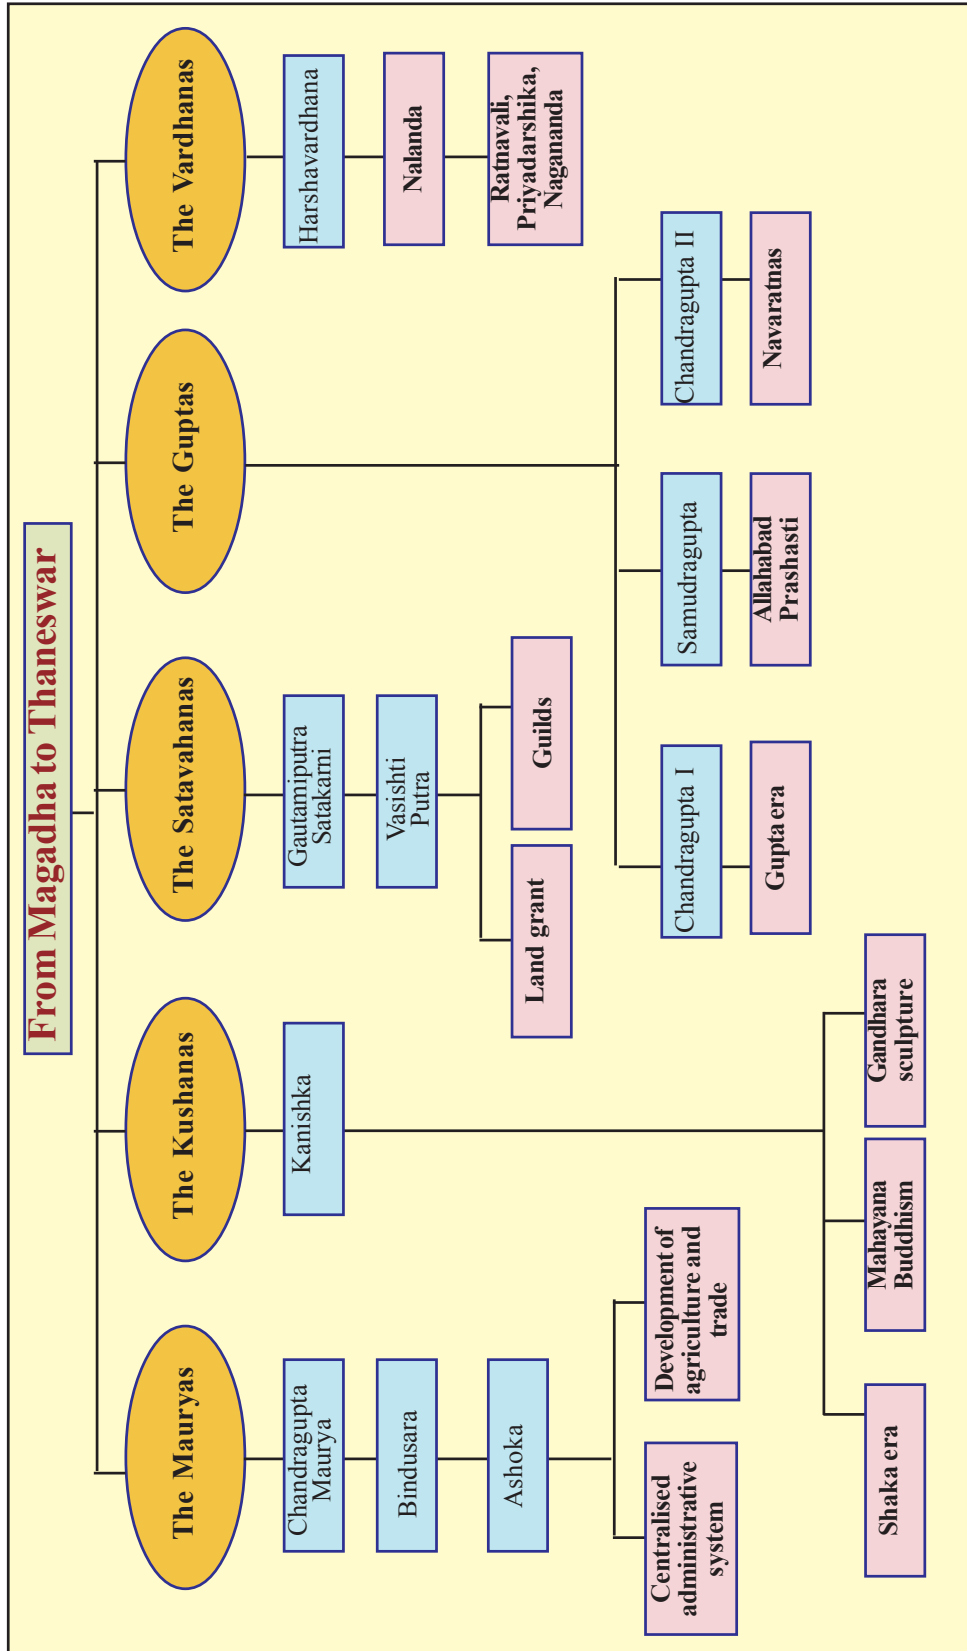 From Magadha to Thaneswar
The Mauryas
The Kushanas
The Satavahanas
The Guptas
The Vardhanas
Chandragupta
Maurya
Bindusara
Ashoka
Centralised
administrative
system
Development of
agriculture and
trade
Kanishka
Shaka era
Mahayana
Buddhism
Gandhara
sculpture
Gautamiputra
Satakarni
Vasishti
Putra
Land grant
Guilds
Chandragupta I
Gupta era
Samudragupta
Allahabad
Prashasti
Chandragupta II
Navaratnas
Harshavardhana
Nalanda
Ratnavali,
Priyadarshika,
Nagananda